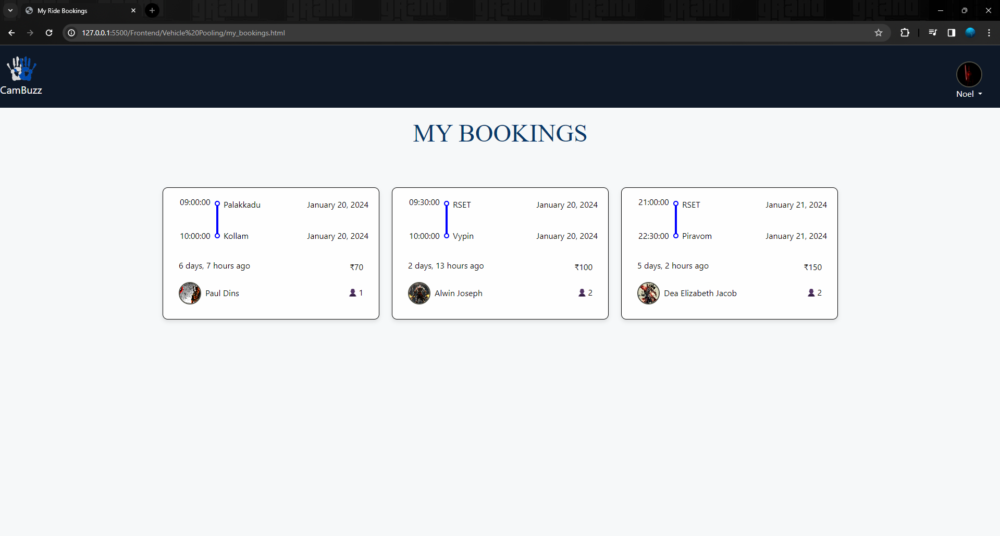 My Ride Bookings
127.0.0.1:5500/Frontend/Vehicle%20Pooling/my_bookings.html
CamBuzz
Noel
MY BOOKINGS
09:00:00 Palakkadu January 20, 2024
10:00:00 Kollam January 20, 2024
6 days, 7 hours ago ₹70
Paul Dins 1
09:30:00 RSET January 20, 2024
10:00:00 Vypin January 20, 2024
2 days, 13 hours ago ₹100
Alwin Joseph 2
21:00:00 RSET January 21, 2024
22:30:00 Piravom January 21, 2024
5 days, 2 hours ago ₹150
Dea Elizabeth Jacob 2